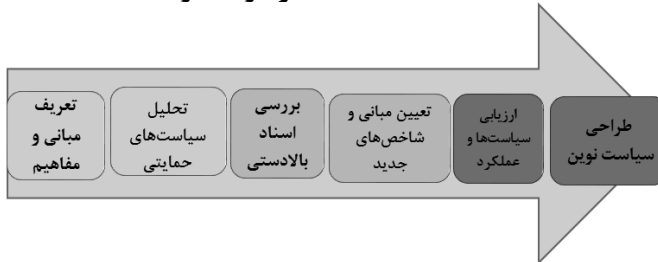 تعریف
مبانی و
مفاهیم
تحلیل
سیاست‌های
حمایتی
بررسی
اسناد
بالادستی
تعیین مبانی و
شاخص‌های
جدید
ارزیابی
سیاست‌ها و
عملکرد
طراحی
سیاست نوین